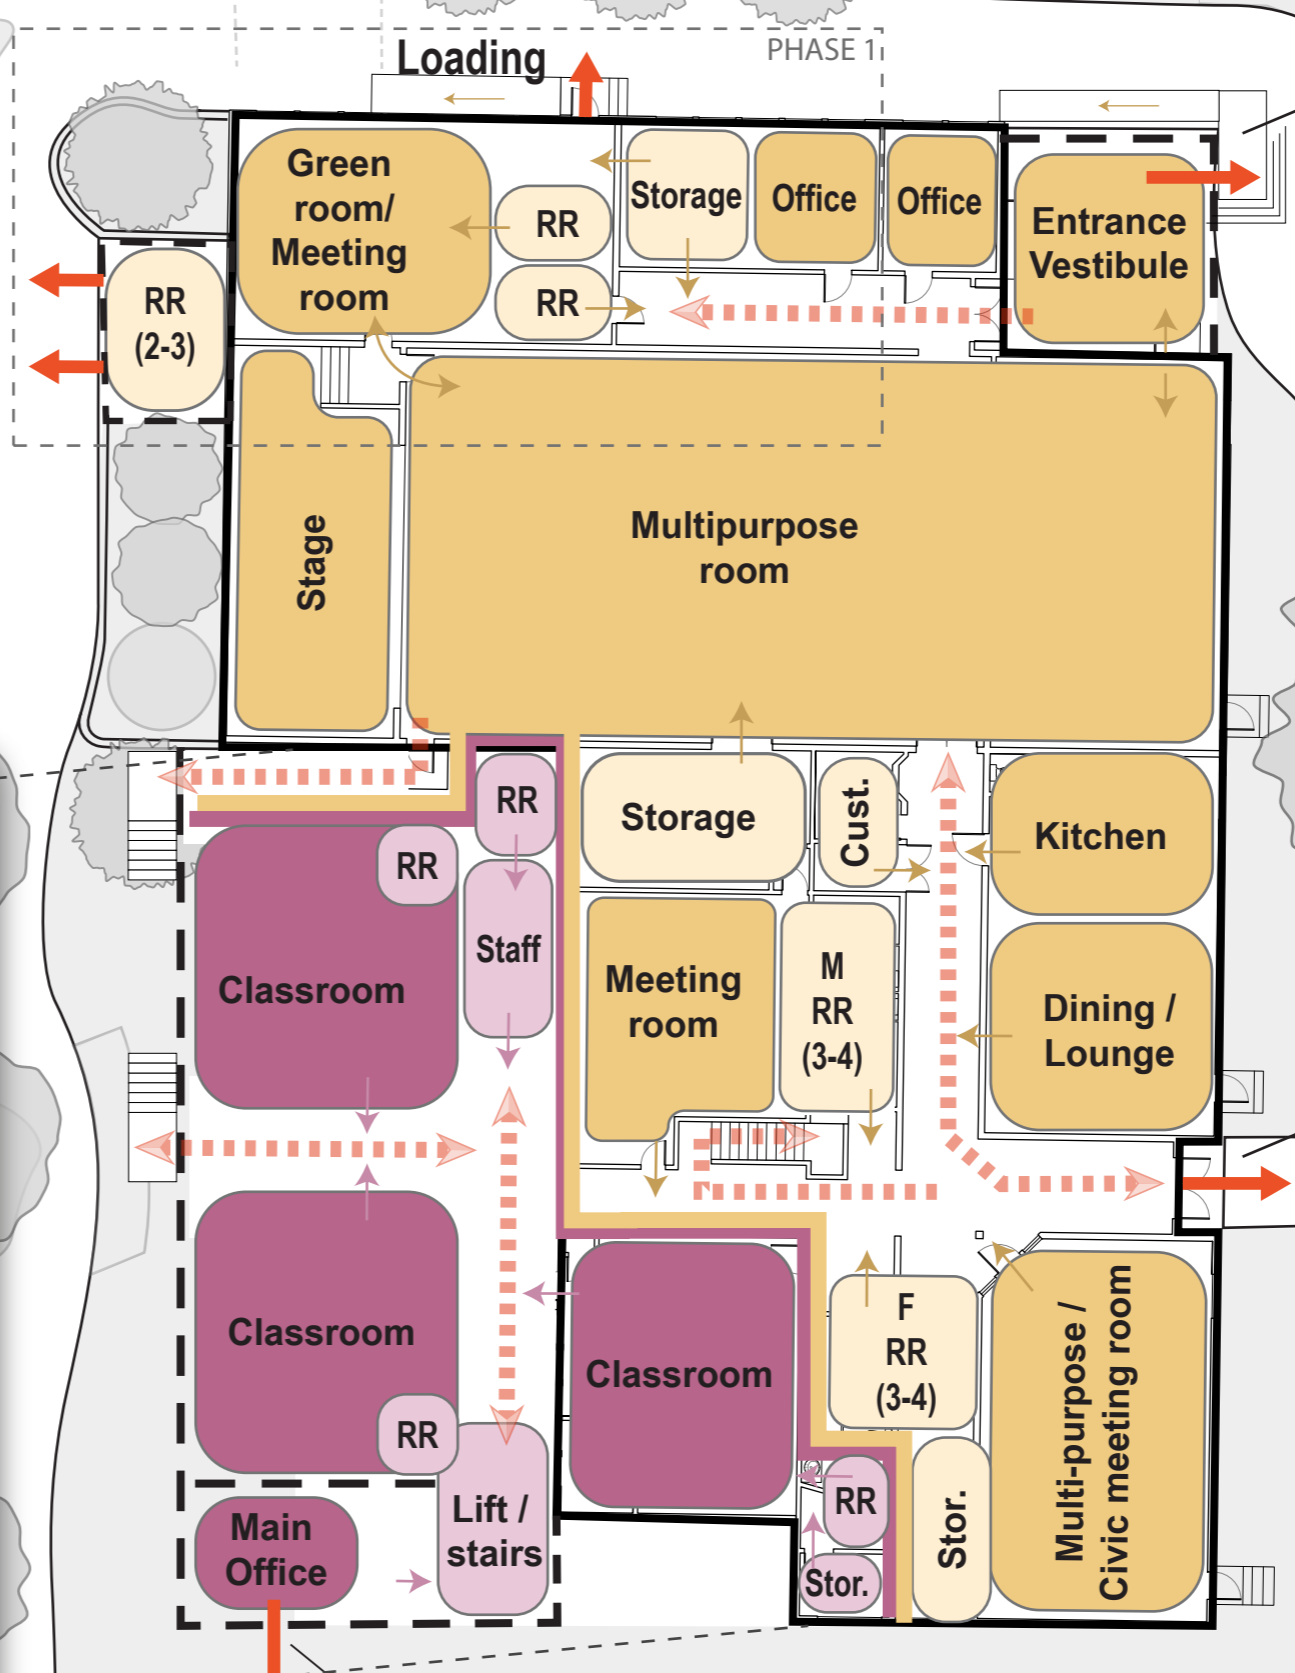 Loading
PHASE 1
Green
room/
Meeting
room
RR
RR
Storage
Office
Office
Entrance
Vestibule
RR
(2-3)
Stage
Multipurpose
room
RR
Storage
Cust.
Kitchen
RR
Classroom
Staff
Meeting
room
M
RR
(3-4)
Dining /
Lounge
Classroom
RR
Classroom
F
RR
(3-4)
Multi-purpose /
Civic meeting room
Main
Office
Lift /
stairs
RR
Stor.
Stor.